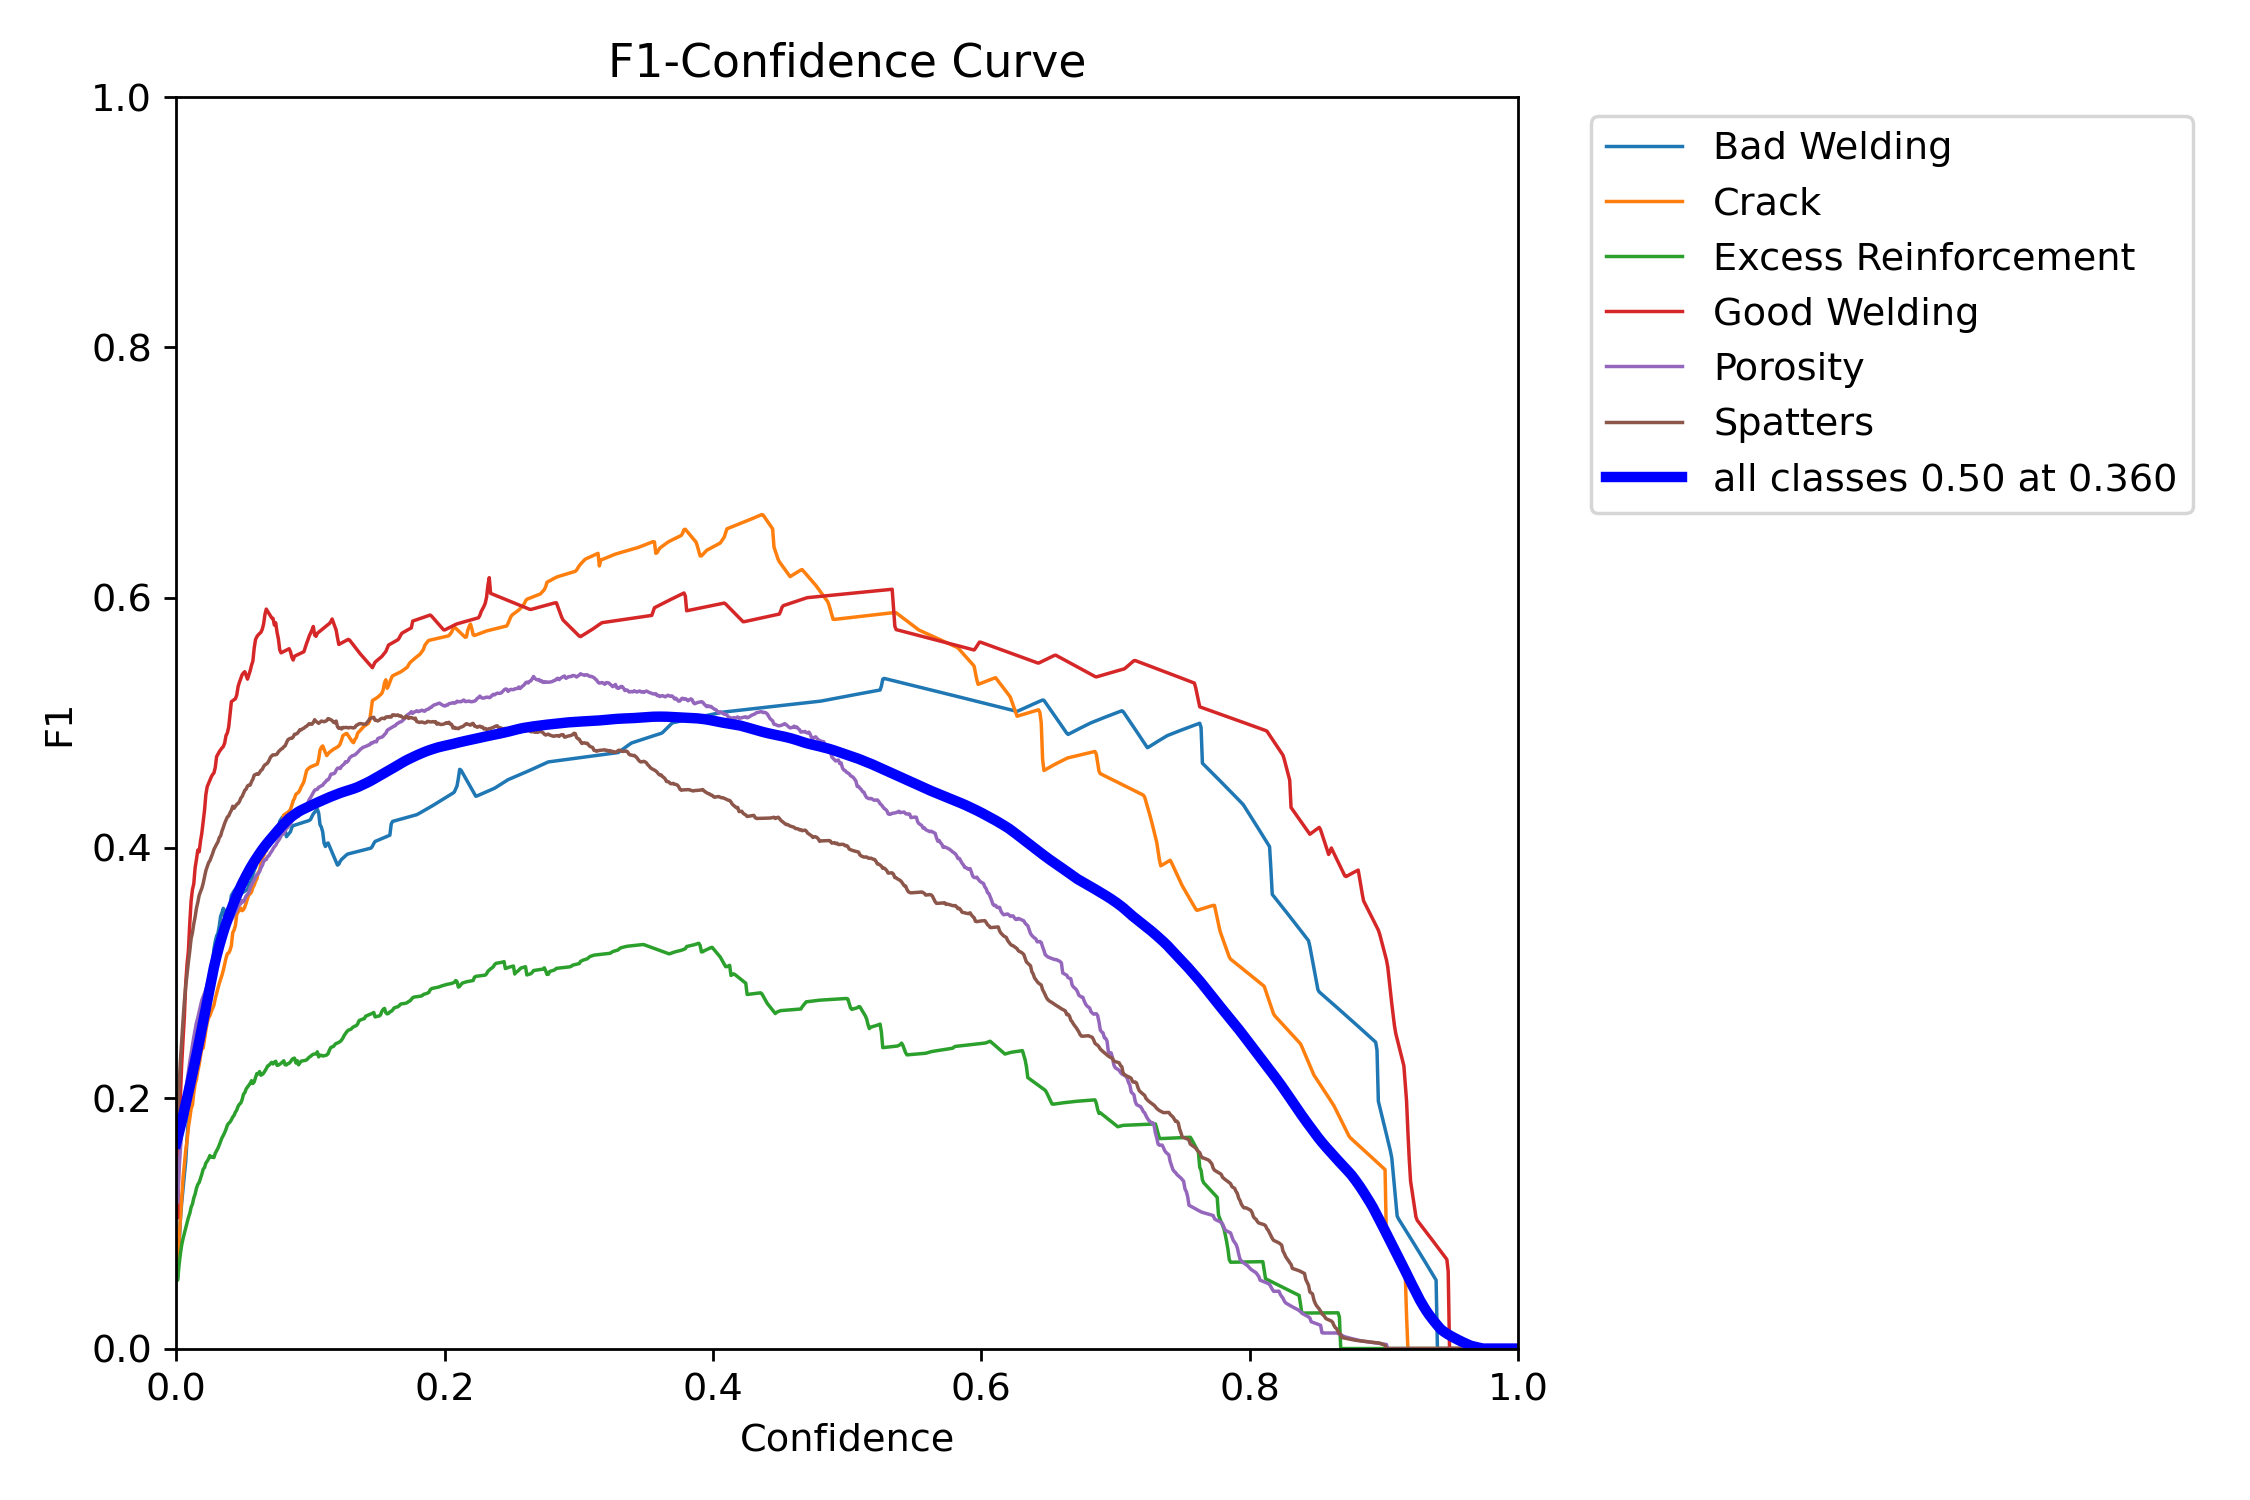 F1-Confidence Curve
1.0
0.8
0.6
0.4
0.2
0.0
F1
0.0 0.2 0.4 0.6 0.8 1.0
Confidence
Bad Welding
Crack
Excess Reinforcement
Good Welding
Porosity
Spatters
all classes 0.50 at 0.360